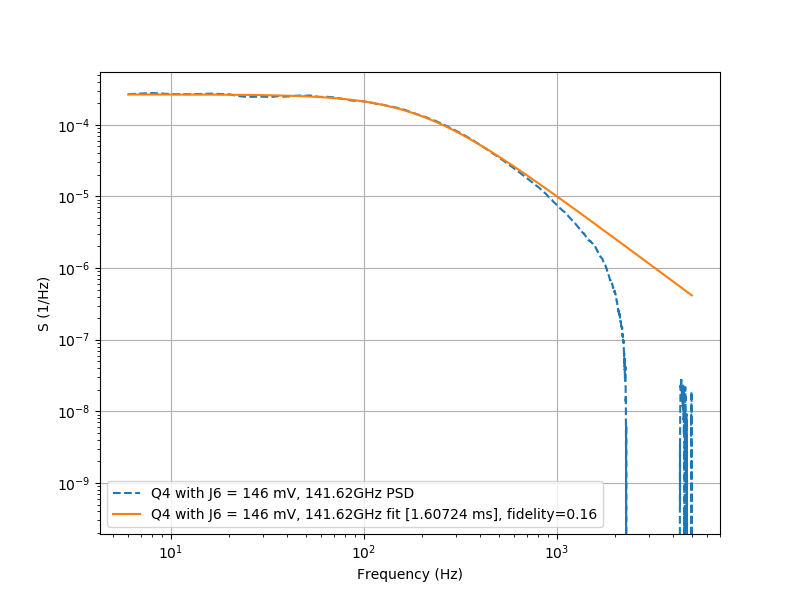 10⁻⁴
10⁻⁵
10⁻⁶
10⁻⁷
10⁻⁸
10⁻⁹
S (1/Hz)
Q4 with J6 = 146 mV, 141.62GHz PSD
Q4 with J6 = 146 mV, 141.62GHz fit [1.60724 ms], fidelity=0.16
10¹ 10² 10³
Frequency (Hz)